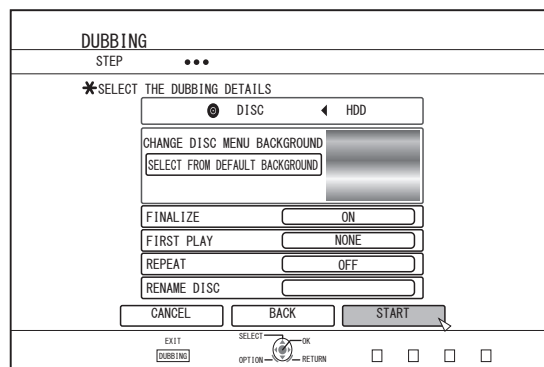 DUBBING
STEP
SELECT THE DUBBING DETAILS
DISC HDD
CHANGE DISC MENU BACKGROUND
SELECT FROM DEFAULT BACKGROUND
FINALIZE ON
FIRST PLAY NONE
REPEAT OFF
RENAME DISC
CANCEL BACK START
EXIT SELECT OK
DUBBING OPTION RETURN